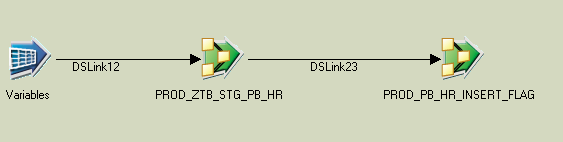 DSLink12
DSLink23
Variables
PROD_ZTB_STG_PB_HR
PROD_PB_HR_INSERT_FLAG